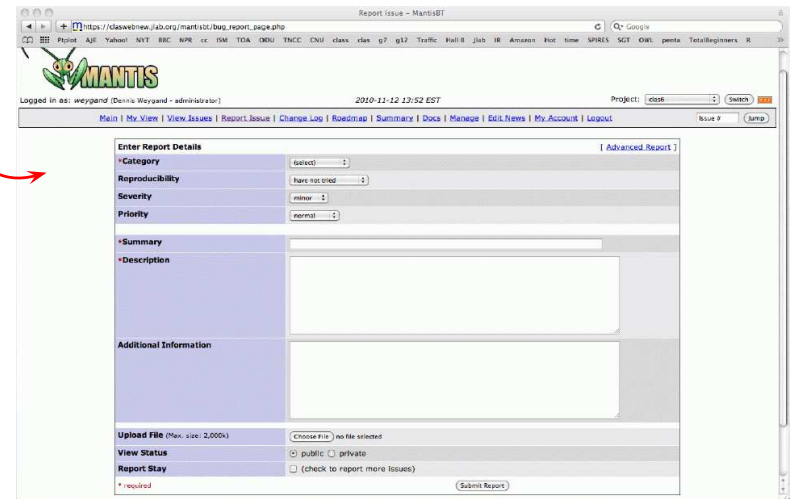 Report Issue - MantisBT
https://claswebnew.jlab.org/mantisbt/bug_report_page.php
Google
Ptplot AJE Yahoo! NYT BBC NPR cc ISM TOA ODU TNCC CNU class clas g7 g12 Traffic Hall B Jlab IR Amazon Hot time SPIRES SGT OWL penta TotalBeginners R
MANTIS
Logged in as: weygand (Dennis Weygand - administrator) 2010-11-12 13:52 EST Project: clas6 Switch
Main | My View | View Issues | Report Issue | Change Log | Roadmap | Summary | Docs | Manage | Edit News | My Account | Logout Issue # Jump
Enter Report Details [ Advanced Report ]
*Category (select)
Reproducibility have not tried
Severity minor
Priority normal
*Summary
*Description
Additional Information
Upload File (Max. size: 2,000k) Choose File no file selected
View Status public private
Report Stay (check to report more issues)
* required Submit Report